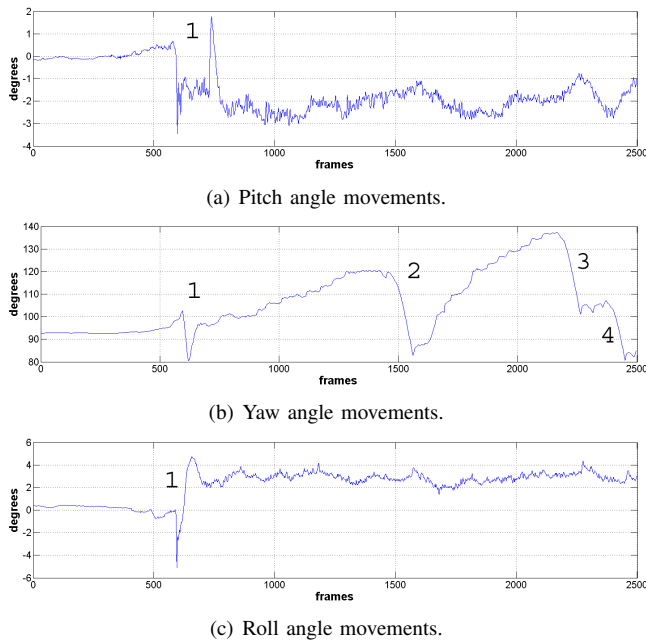 2
1
0
-1
-2
-3
-4
degrees
1
0 500 1000 1500 2000 2500
frames
(a) Pitch angle movements.
140
130
120
110
100
90
80
degrees
1 2 3 4
0 500 1000 1500 2000 2500
frames
(b) Yaw angle movements.
6
4
2
0
-2
-4
-6
degrees
1
0 500 1000 1500 2000 2500
frames
(c) Roll angle movements.